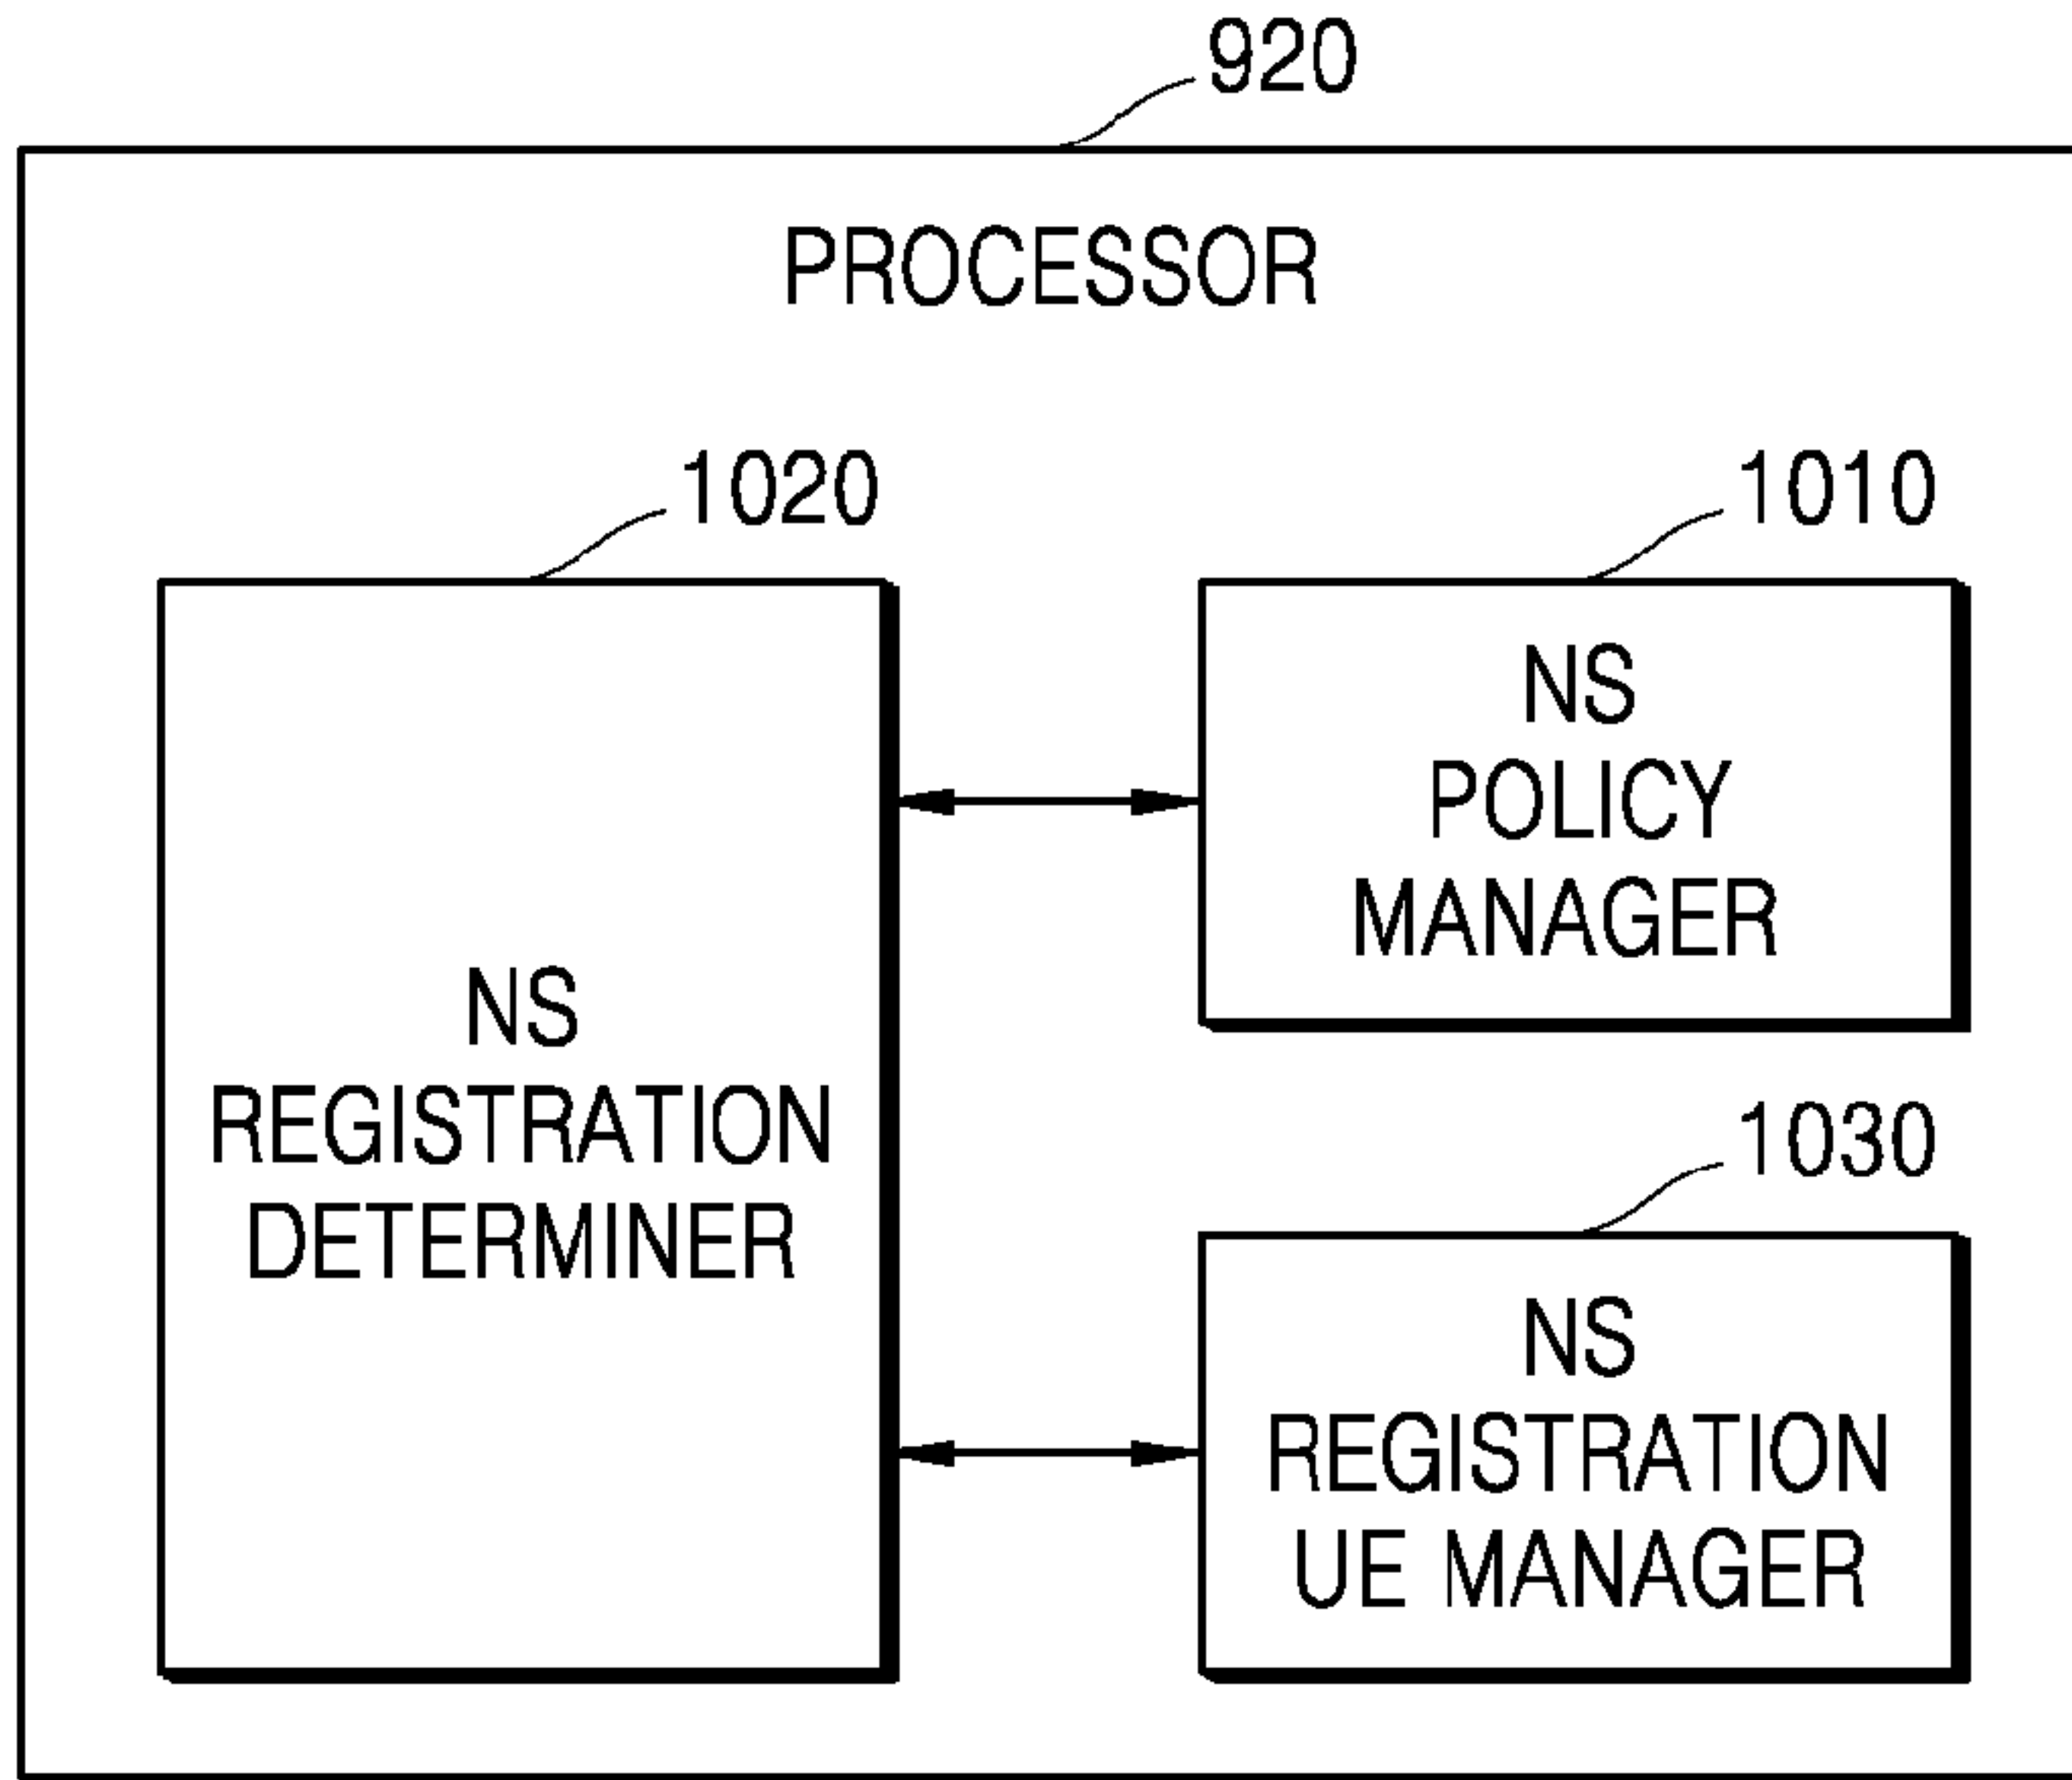 920
PROCESSOR
1020
1010
NS
POLICY
MANAGER
NS
REGISTRATION
DETERMINER
1030
NS
REGISTRATION
UE MANAGER